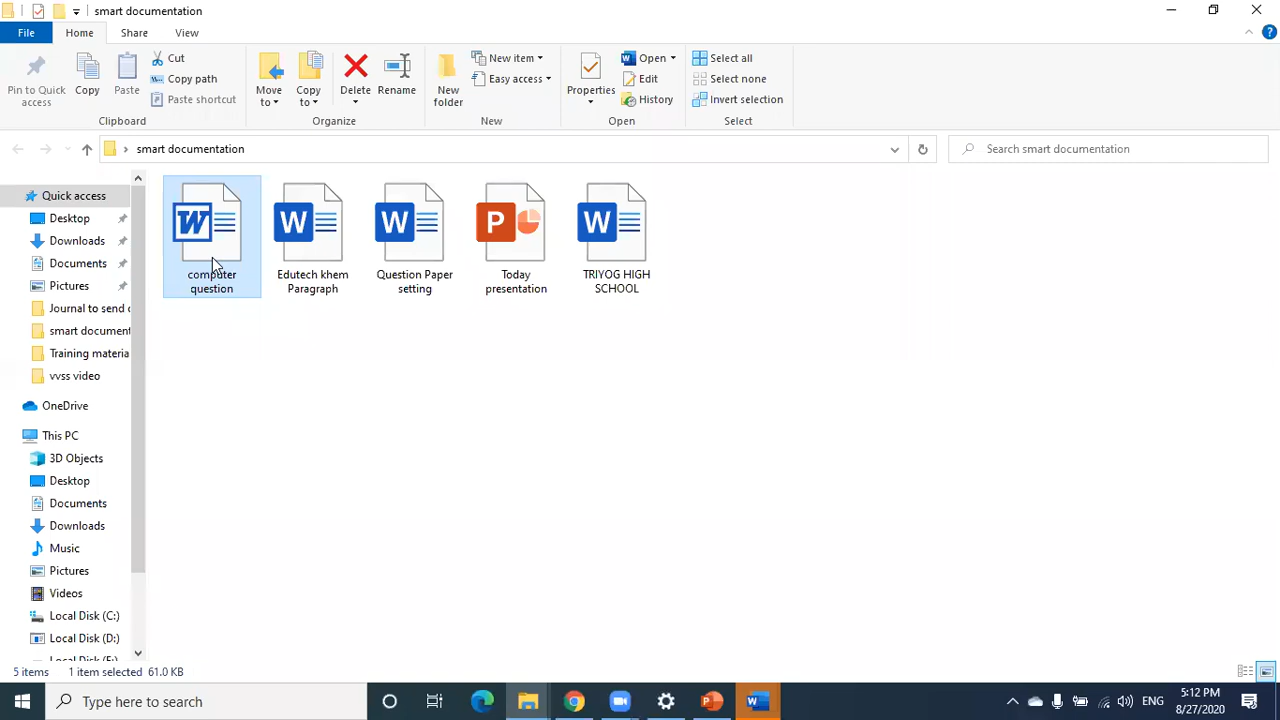 smart documentation
File Home Share View
Pin to Quick access
Copy
Paste
Cut
Copy path
Paste shortcut
Clipboard
Move to
Copy to
Delete
Rename
Organize
New folder
New item
Easy access
New
Properties
Open
Edit
History
Open
Select all
Select none
Invert selection
Select
smart documentation
Search smart documentation
Quick access
Desktop
Downloads
Documents
Pictures
Journal to send
smart document
Training materia
vvss video
OneDrive
This PC
3D Objects
Desktop
Documents
Downloads
Music
Pictures
Videos
Local Disk (C:)
Local Disk (D:)
computer question
Edutech khem Paragraph
Question Paper setting
Today presentation
TRIYOG HIGH SCHOOL
5 items 1 item selected 61.0 KB
Type here to search
ENG
5:12 PM
8/27/2020